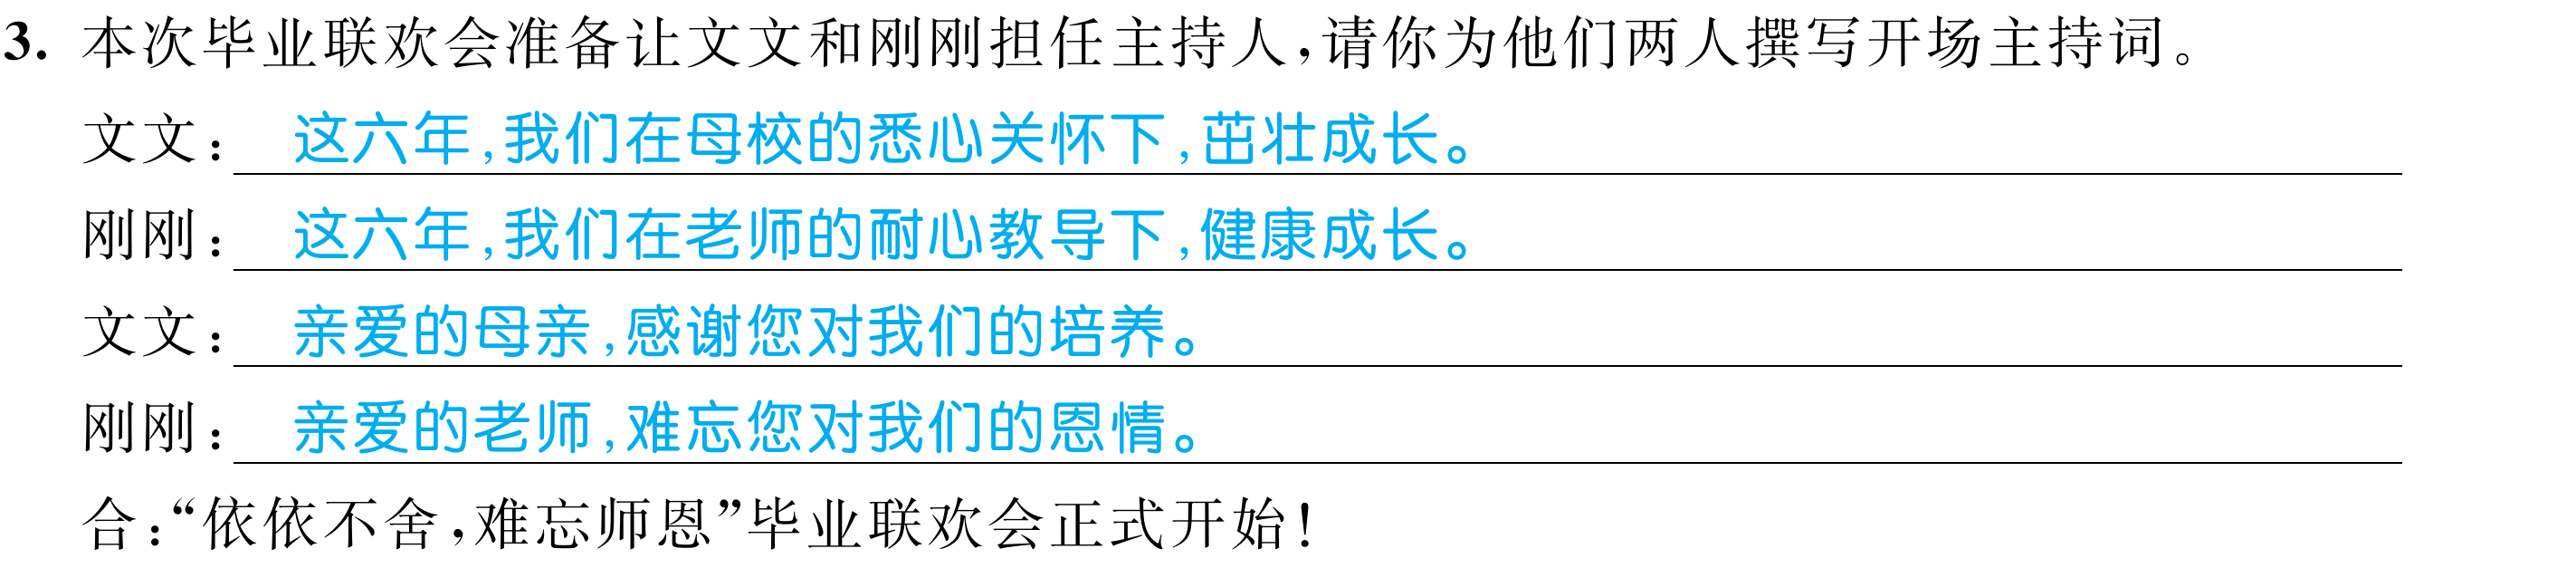 3. 本次毕业联欢会准备让文文和刚刚担任主持人,请你为他们两人撰写开场主持词。
文文: 这六年,我们在母校的悉心关怀下,茁壮成长。
刚刚: 这六年,我们在老师的耐心教导下,健康成长。
文文: 亲爱的母亲,感谢您对我们的培养。
刚刚: 亲爱的老师,难忘您对我们的恩情。
合:“依依不舍,难忘师恩”毕业联欢会正式开始!